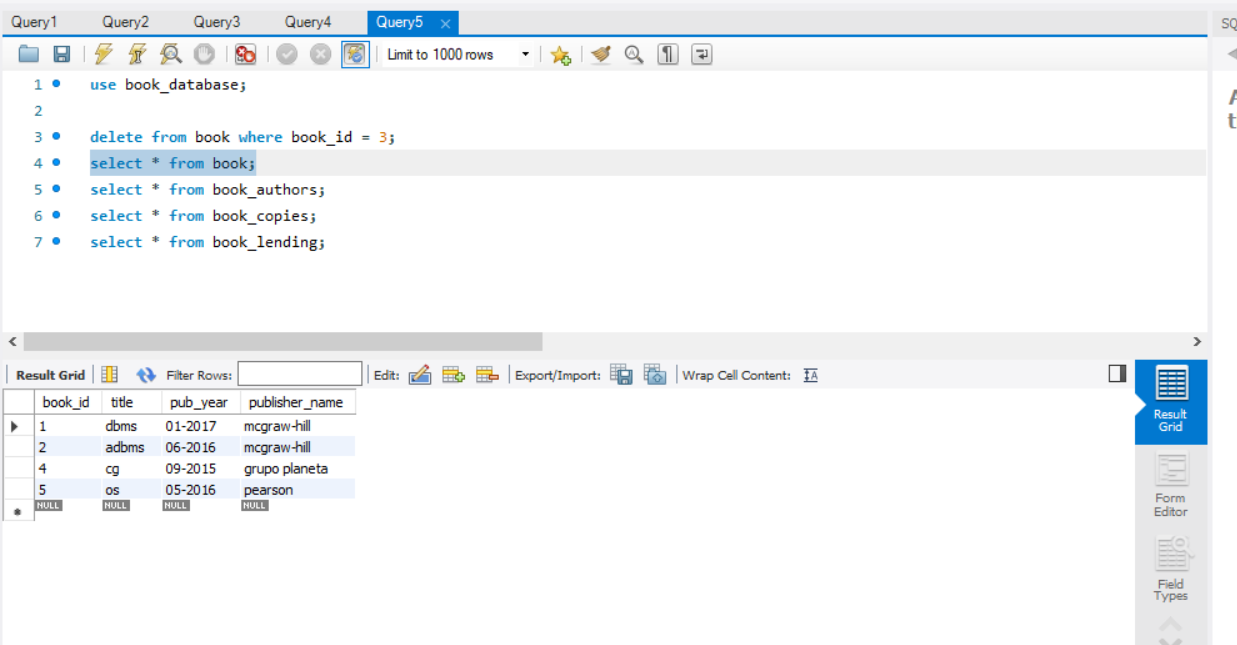 Query1 Query2 Query3 Query4 Query5
Limit to 1000 rows
1 use book_database;
2
3 delete from book where book_id = 3;
4 select * from book;
5 select * from book_authors;
6 select * from book_copies;
7 select * from book_lending;
Result Grid Filter Rows: Edit: Export/Import: Wrap Cell Content: IA
book_id title pub_year publisher_name
1 dbms 01-2017 mcgraw-hill
2 adbms 06-2016 mcgraw-hill
4 cg 09-2015 grupo planeta
5 os 05-2016 pearson
NULL NULL NULL NULL
Result
Grid
Form
Editor
Field
Types